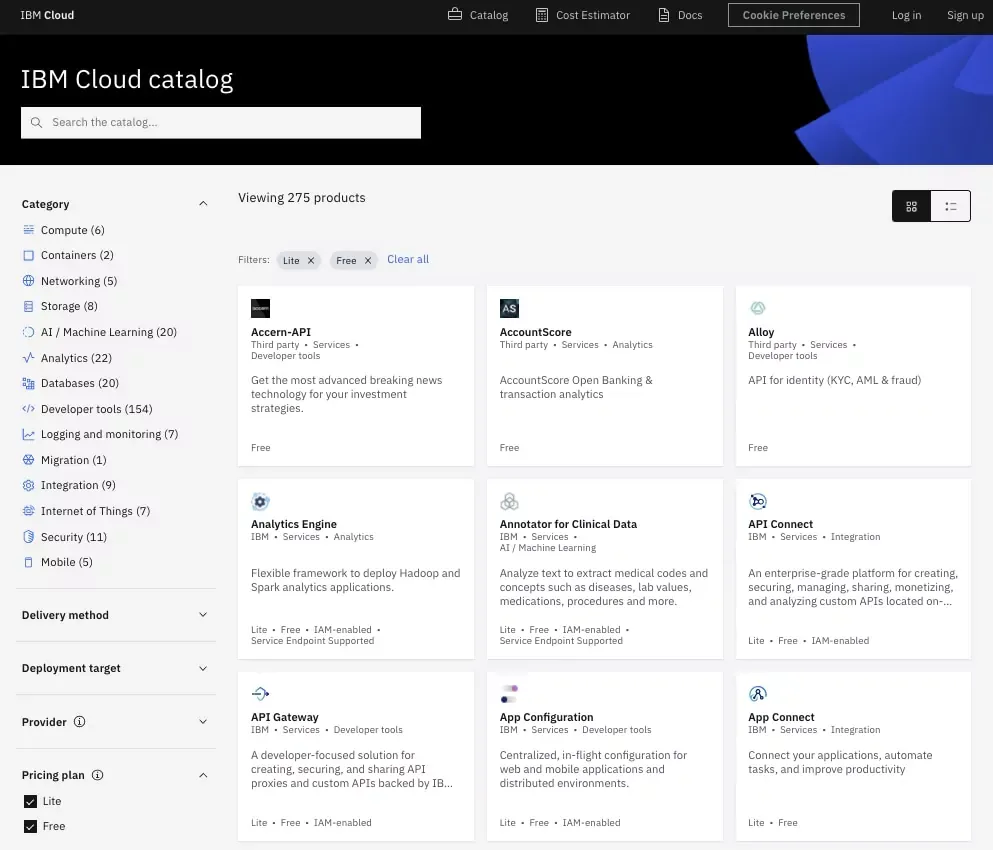 IBM Cloud
Catalog
Cost Estimator
Docs
Cookie Preferences
Log in
Sign up
IBM Cloud catalog
Search the catalog...
Category
Compute (6)
Containers (2)
Networking (5)
Storage (8)
AI / Machine Learning (20)
Analytics (22)
Databases (20)
Developer tools (154)
Logging and monitoring (7)
Migration (1)
Integration (9)
Internet of Things (7)
Security (11)
Mobile (5)
Delivery method
Deployment target
Provider
Pricing plan
Lite
Free
Viewing 275 products
Filters: Lite Free Clear all
Accern-API
Third party • Services •
Developer tools
Get the most advanced breaking news
technology for your investment
strategies.
Free
AS
AccountScore
Third party • Services • Analytics
AccountScore Open Banking &
transaction analytics
Free
Alloy
Third party • Services •
Developer tools
API for identity (KYC, AML & fraud)
Free
Analytics Engine
IBM • Services • Analytics
Flexible framework to deploy Hadoop and
Spark analytics applications.
Lite • Free • IAM-enabled •
Service Endpoint Supported
Annotator for Clinical Data
IBM • Services •
AI / Machine Learning
Analyze text to extract medical codes and
concepts such as diseases, lab values,
medications, procedures and more.
Lite • Free • IAM-enabled •
Service Endpoint Supported
API Connect
IBM • Services • Integration
An enterprise-grade platform for creating,
securing, managing, sharing, monetizing,
and analyzing custom APIs located on-...
Lite • Free • IAM-enabled
API Gateway
IBM • Services • Developer tools
A developer-focused solution for
creating, securing, and sharing API
proxies and custom APIs backed by IB...
Lite • Free • IAM-enabled
App Configuration
IBM • Services • Developer tools
Centralized, in-flight configuration for
web and mobile applications and
distributed environments.
Lite • Free • IAM-enabled
App Connect
IBM • Services • Integration
Connect your applications, automate
tasks, and improve productivity
Lite • Free